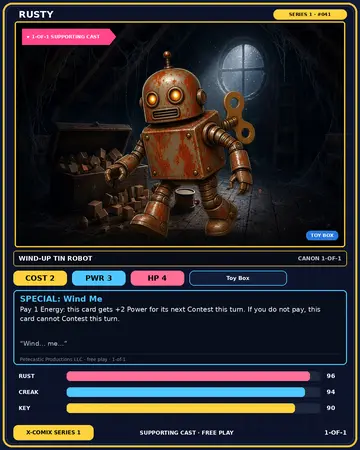 RUSTY
SERIES 1 · #041
★ 1-OF-1 SUPPORTING CAST
TOY BOX
WIND-UP TIN ROBOT
CANON 1-OF-1
COST 2
PWR 3
HP 4
Toy Box
SPECIAL: Wind Me
Pay 1 Energy: this card gets +2 Power for its next Contest this turn. If you do not pay, this
card cannot Contest this turn.
"Wind... me..."
Pellecastic Productions LLC · free play · 1-of-1
RUST 96
CREAK 94
KEY 90
X-COMIX SERIES 1
SUPPORTING CAST · FREE PLAY
1-OF-1